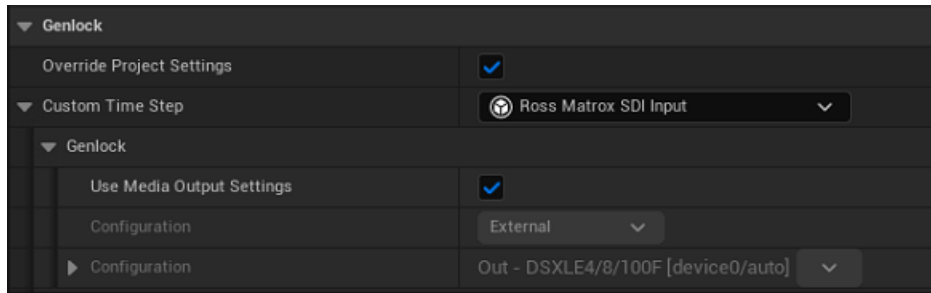 Genlock
Override Project Settings
Custom Time Step Ross Matrox SDI Input
Genlock
Use Media Output Settings
Configuration External
Configuration Out - DSXLE4/8/100F [device0/auto]